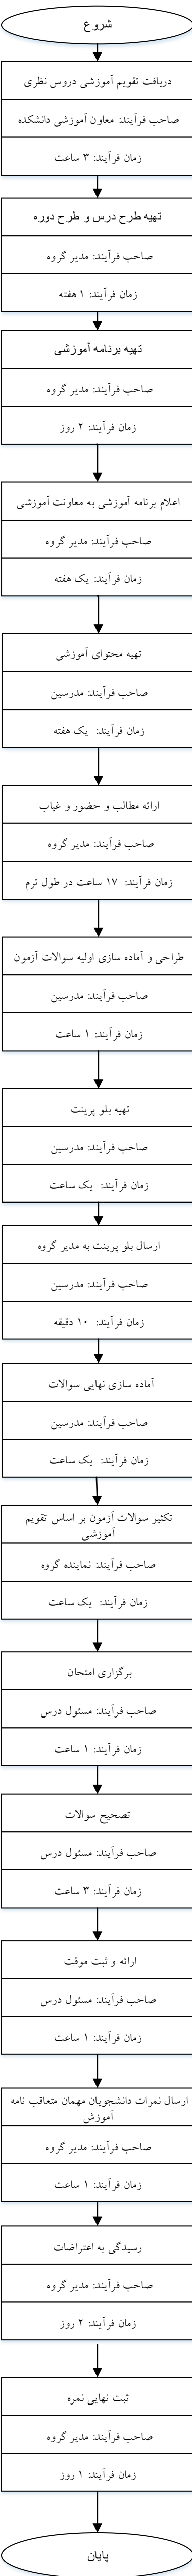 شروع
دریافت تقویم آموزشی دروس نظری
صاحب فرآیند: معاون آموزشی دانشکده
زمان فرآیند: ۳ ساعت
تهیه طرح درس و طرح دوره
صاحب فرآیند: مدیر گروه
زمان فرآیند: ۱ هفته
تهیه برنامه آموزشی
صاحب فرآیند: مدیر گروه
زمان فرآیند: ۲ روز
اعلام برنامه آموزشی به معاونت آموزشی
صاحب فرآیند: مدیر گروه
زمان فرآیند: یک هفته
تهیه محتوای آموزشی
صاحب فرآیند: مدرسین
زمان فرآیند: یک هفته
ارائه مطالب و حضور و غیاب
صاحب فرآیند: مدیر گروه
زمان فرآیند: ۱۷ ساعت در طول ترم
طراحی و آماده سازی اولیه سوالات آزمون
صاحب فرآیند: مدرسین
زمان فرآیند: ۱ ساعت
تهیه بلو پرینت
صاحب فرآیند: مدرسین
زمان فرآیند: یک ساعت
ارسال بلو پرینت به مدیر گروه
صاحب فرآیند: مدرسین
زمان فرآیند: ۱۰ دقیقه
آماده سازی نهایی سوالات
صاحب فرآیند: مدرسین
زمان فرآیند: یک ساعت
تکثیر سوالات آزمون بر اساس تقویم
آموزشی
صاحب فرآیند: نماینده گروه
زمان فرآیند: یک ساعت
برگزاری امتحان
صاحب فرآیند: مسئول درس
زمان فرآیند: ۱ ساعت
تصحیح سوالات
صاحب فرآیند: مسئول درس
زمان فرآیند: ۳ ساعت
ارائه و ثبت موقت
صاحب فرآیند: مسئول درس
زمان فرآیند: ۱ ساعت
ارسال نمرات دانشجویان مهمان متعاقب نامه
آموزش
صاحب فرآیند: مدیر گروه
زمان فرآیند: ۱ ساعت
رسیدگی به اعتراضات
صاحب فرآیند: مدیر گروه
زمان فرآیند: ۲ روز
ثبت نهایی نمره
صاحب فرآیند: مدیر گروه
زمان فرآیند: ۱ روز
پایان